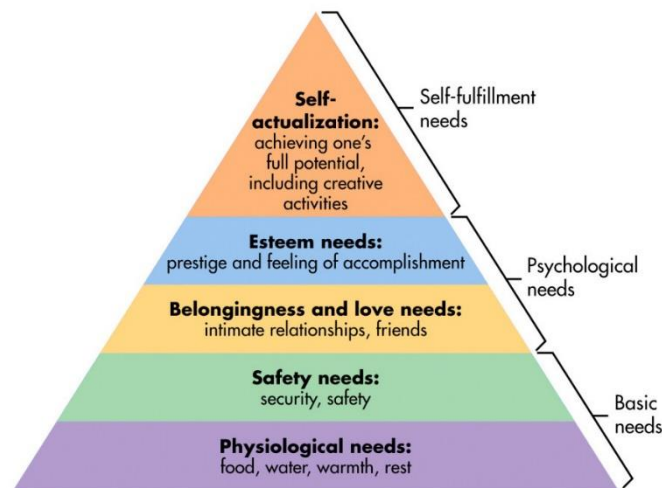 Self-
actualization:
achieving one's
full potential,
including creative
activities
Self-fulfillment
needs
Esteem needs:
prestige and feeling of accomplishment
Psychological
needs
Belongingness and love needs:
intimate relationships, friends
Safety needs:
security, safety
Basic
needs
Physiological needs:
food, water, warmth, rest